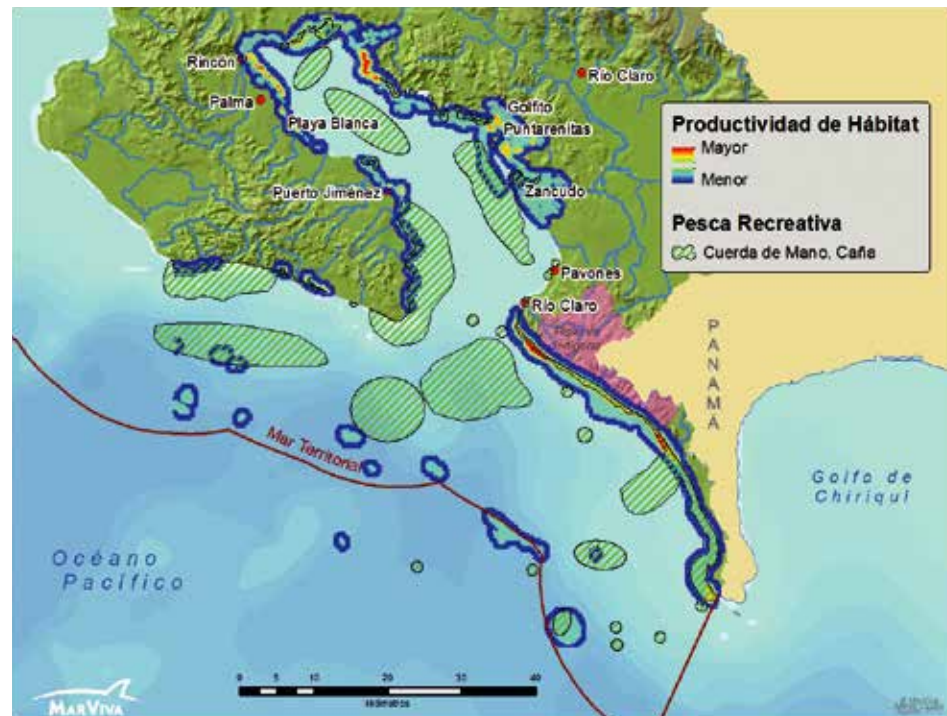 Rincón
Río Claro
Palma
Golfito
Puntarenitas
Playa Blanca
Puerto Jiménez
Zancudo
Productividad de Hábitat
Mayor
Menor
Pesca Recreativa
Cuerda de Mano, Caña
Pavones
Río Claro
PANAMÁ
Mar Territorial
Golfo de
Chiriquí
Océano
Pacífico
0 10 20 30 40
MARVIVA